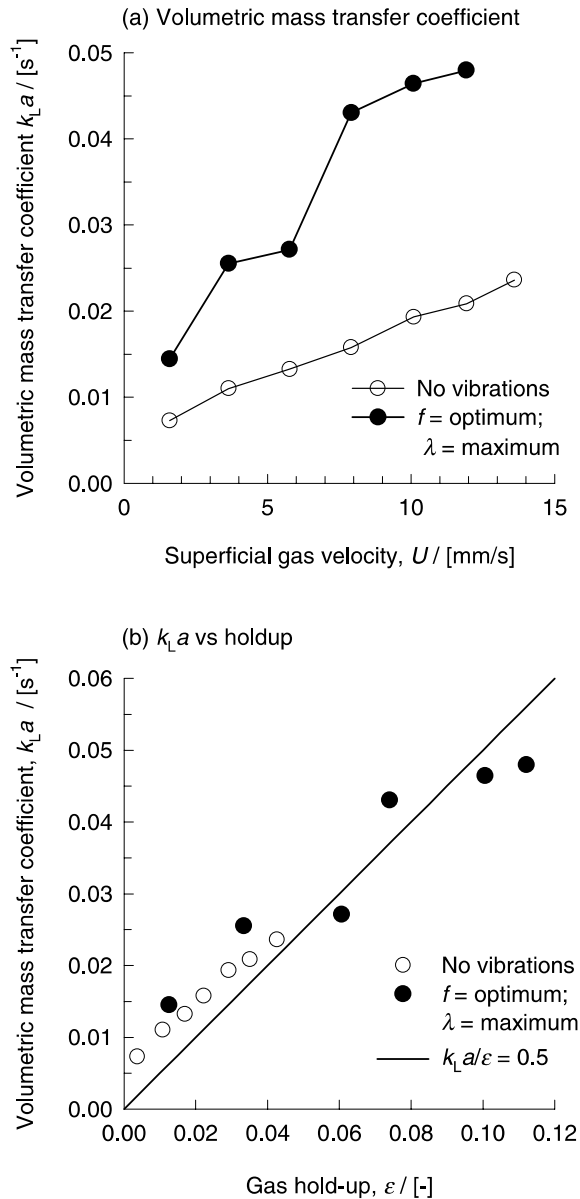 (a) Volumetric mass transfer coefficient
Volumetric mass transfer coefficient k_L a / [s⁻¹]
0.05
0.04
0.03
0.02
0.01
0.00
No vibrations
f = optimum;
λ = maximum
0 5 10 15
Superficial gas velocity, U / [mm/s]
(b) k_L a vs holdup
Volumetric mass transfer coefficient, k_L a / [s⁻¹]
0.06
0.05
0.04
0.03
0.02
0.01
0.00
No vibrations
f = optimum;
λ = maximum
k_L a/ε = 0.5
0.00 0.02 0.04 0.06 0.08 0.10 0.12
Gas hold-up, ε / [-]